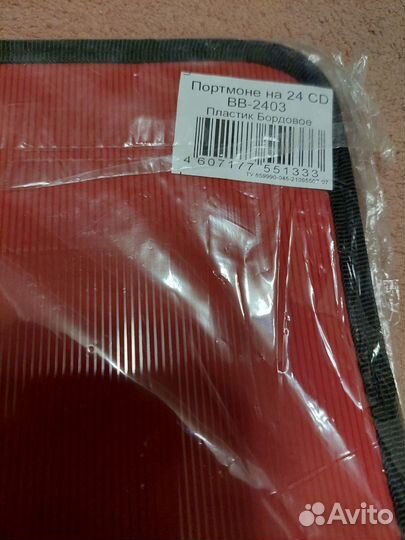 Портмоне на 24 CD
BB-2403
Пластик Бордовое
4 607177 551333
Avito